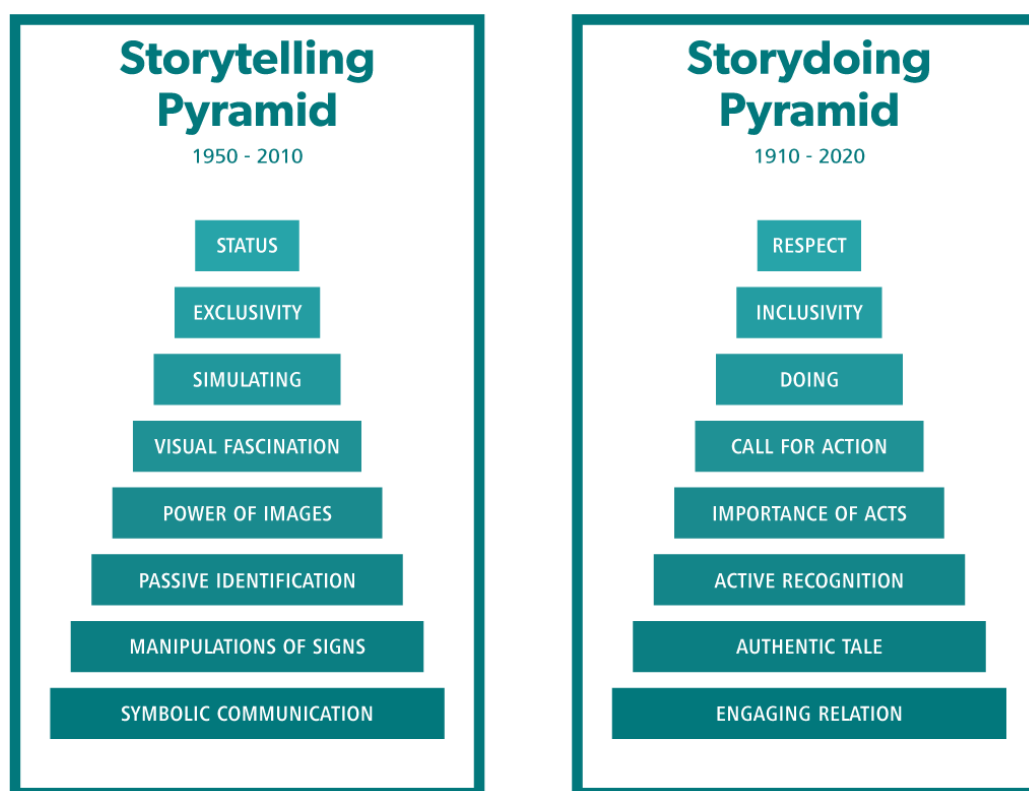 Storytelling
Pyramid
1950 - 2010
STATUS
EXCLUSIVITY
SIMULATING
VISUAL FASCINATION
POWER OF IMAGES
PASSIVE IDENTIFICATION
MANIPULATIONS OF SIGNS
SYMBOLIC COMMUNICATION
Storydoing
Pyramid
1910 - 2020
RESPECT
INCLUSIVITY
DOING
CALL FOR ACTION
IMPORTANCE OF ACTS
ACTIVE RECOGNITION
AUTHENTIC TALE
ENGAGING RELATION